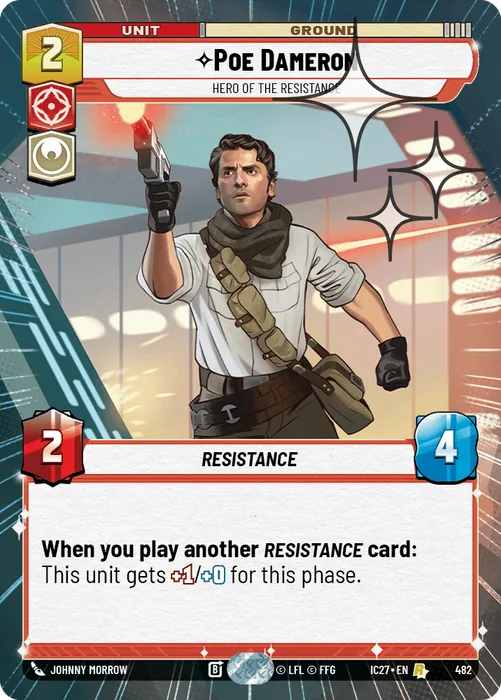 UNIT
GROUND
2
POE DAMERON
HERO OF THE RESISTANCE
2
RESISTANCE
4
When you play another RESISTANCE card:
This unit gets +1/+0 for this phase.
JOHNNY MORROW
B
© LFL © FFG
IC27•EN
R
482